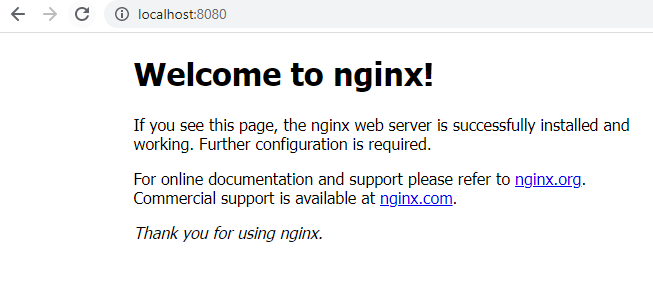 localhost:8080
Welcome to nginx!
If you see this page, the nginx web server is successfully installed and
working. Further configuration is required.
For online documentation and support please refer to nginx.org.
Commercial support is available at nginx.com.
Thank you for using nginx.